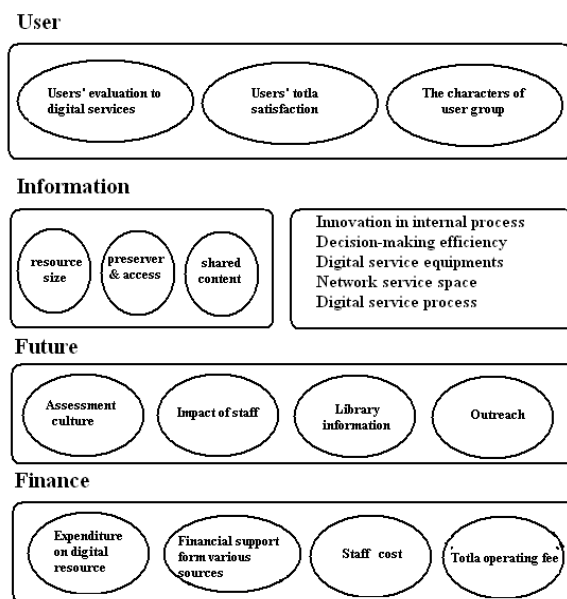 User
Users' evaluation to
digital services
Users' totla
satisfaction
The characters of
user group
Information
resource
size
preserver
& access
shared
content
Innovation in internal process
Decision-making efficiency
Digital service equipments
Network service space
Digital service process
Future
Assessment
culture
Impact of staff
Library
information
Outreach
Finance
Expenditure
on digital
resource
Financial support
form various
sources
Staff cost
Totla operating fee